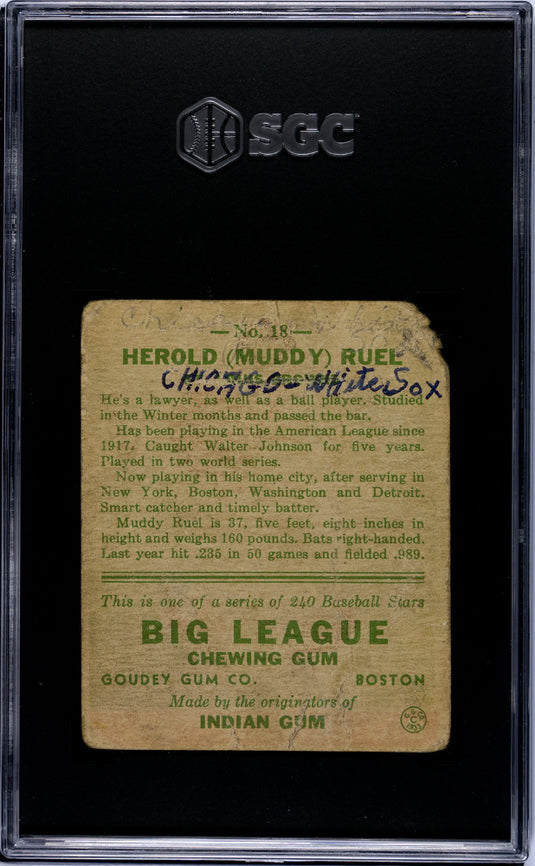 SGC
Chicago
— No. 18 —
HEROLD (MUDDY) RUEL
CHICAGO - White Sox
He's a lawyer, as well as a ball player. Studied
in the Winter months and passed the bar.
Has been playing in the American League since
1917. Caught Walter Johnson for five years.
Played in two world series.
Now playing in his home city, after serving in
New York, Boston, Washington and Detroit.
Smart catcher and timely batter.
Muddy Ruel is 37, five feet, eight inches in
height and weighs 160 pounds. Bats right-handed.
Last year hit .235 in 50 games and fielded .989.
This is one of a series of 240 Baseball Stars
BIG LEAGUE
CHEWING GUM
GOUDEY GUM CO. BOSTON
Made by the originators of
INDIAN GUM